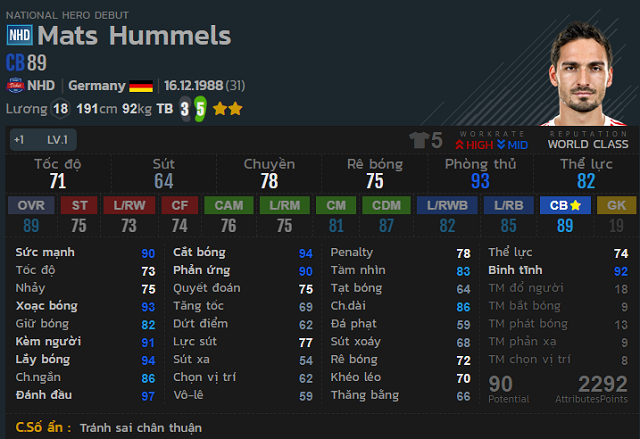 NATIONAL HERO DEBUT
NHD Mats Hummels
CB 89
NHD Germany 16.12.1988 (31)
Lương 18 191cm 92kg TB 3 5
+1 LV.1
5 WORKRATE HIGH MID REPUTATION WORLD CLASS
Tốc độ Sút Chuyền Rê bóng Phòng thủ Thể lực
71 64 78 75 93 82
OVR ST L/RW CF CAM L/RM CM CDM L/RWB L/RB CB GK
89 75 73 74 76 75 81 87 82 85 89 19
Sức mạnh 90 Cắt bóng 94 Penalty 78 Thể lực 74
Tốc độ 73 Phản ứng 90 Tầm nhìn 83 Bình tĩnh 92
Nhảy 75 Quyết đoán 75 Tạt bóng 64 TM đổ người 18
Xoạc bóng 93 Tăng tốc 69 Ch.dài 86 TM bắt bóng 9
Giữ bóng 82 Dứt điểm 62 Đá phạt 59 TM phát bóng 13
Kèm người 91 Lực sút 77 Sút xoáy 68 TM phản xạ 9
Lấy bóng 94 Sút xa 54 Rê bóng 72 TM chọn vị trí 8
Ch.ngắn 86 Chọn vị trí 62 Khéo léo 70
Đánh đầu 97 Vô-lê 59 Thăng bằng 66
90 2292
Potential AttributesPoints
C.Số ẩn : Tránh sai chân thuận